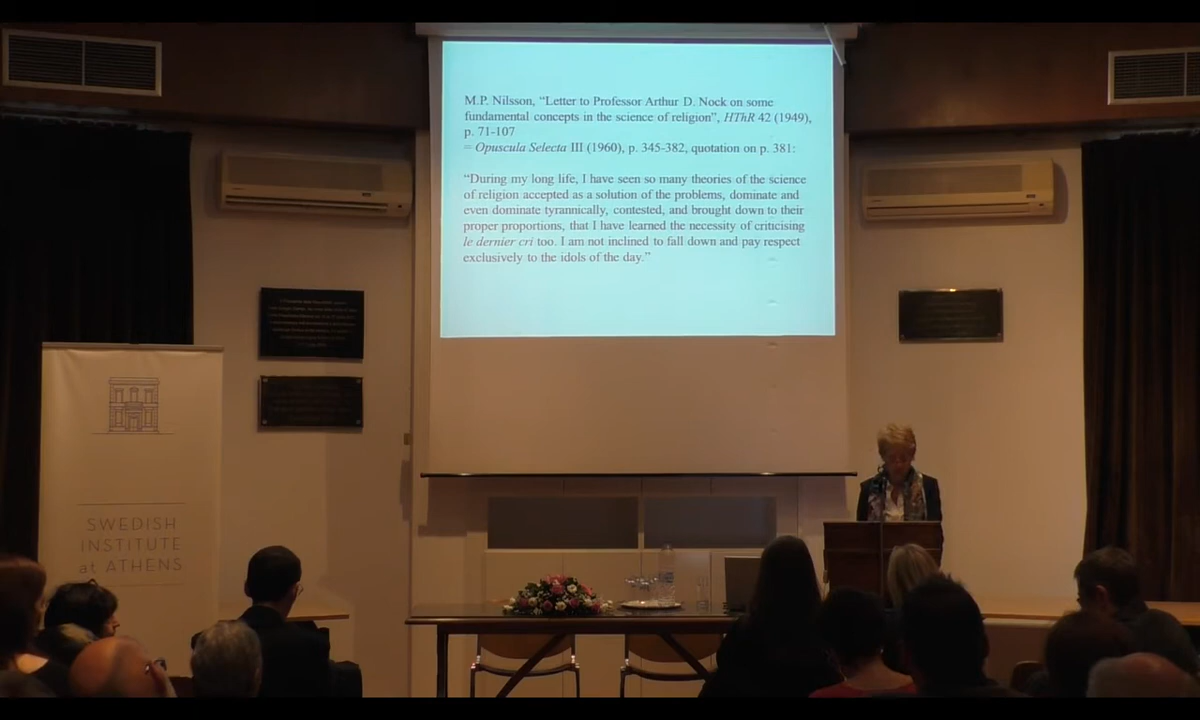 M.P. Nilsson, “Letter to Professor Arthur D. Nock on some
fundamental concepts in the science of religion”, HThR 42 (1949),
p. 71-107
= Opuscula Selecta III (1960), p. 345-382, quotation on p. 381:
“During my long life, I have seen so many theories of the science
of religion accepted as a solution of the problems, dominate and
even dominate tyrannically, contested, and brought down to their
proper proportions, that I have learned the necessity of criticising
le dernier cri too. I am not inclined to fall down and pay respect
exclusively to the idols of the day.”
SWEDISH
INSTITUTE
at ATHENS